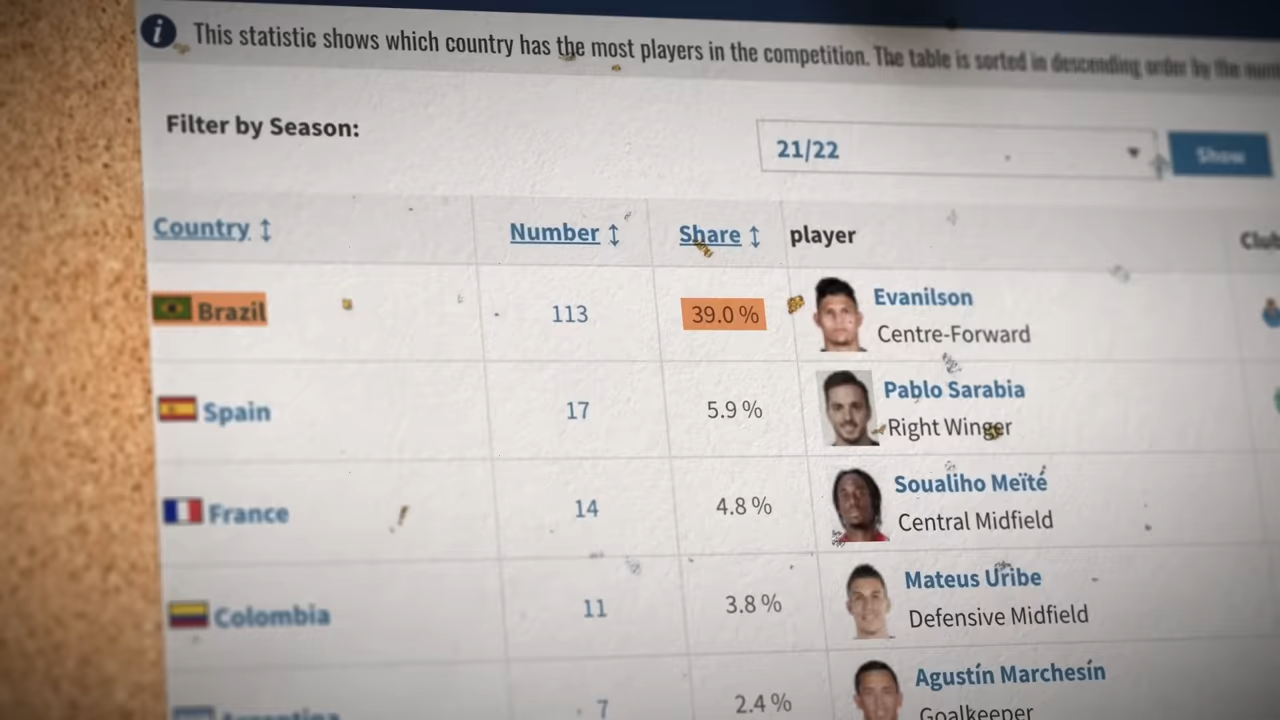 This statistic shows which country has the most players in the competition. The table is sorted in descending order by the
Filter by Season:
21/22
Show
Country Number Share player
Brazil 113 39.0 % Evanilson
Centre-Forward
Spain 17 5.9 % Pablo Sarabia
Right Winger
France 14 4.8 % Soualiho Meïté
Central Midfield
Colombia 11 3.8 % Mateus Uribe
Defensive Midfield
Argentina 7 2.4 % Agustín Marchesín
Goalkeeper